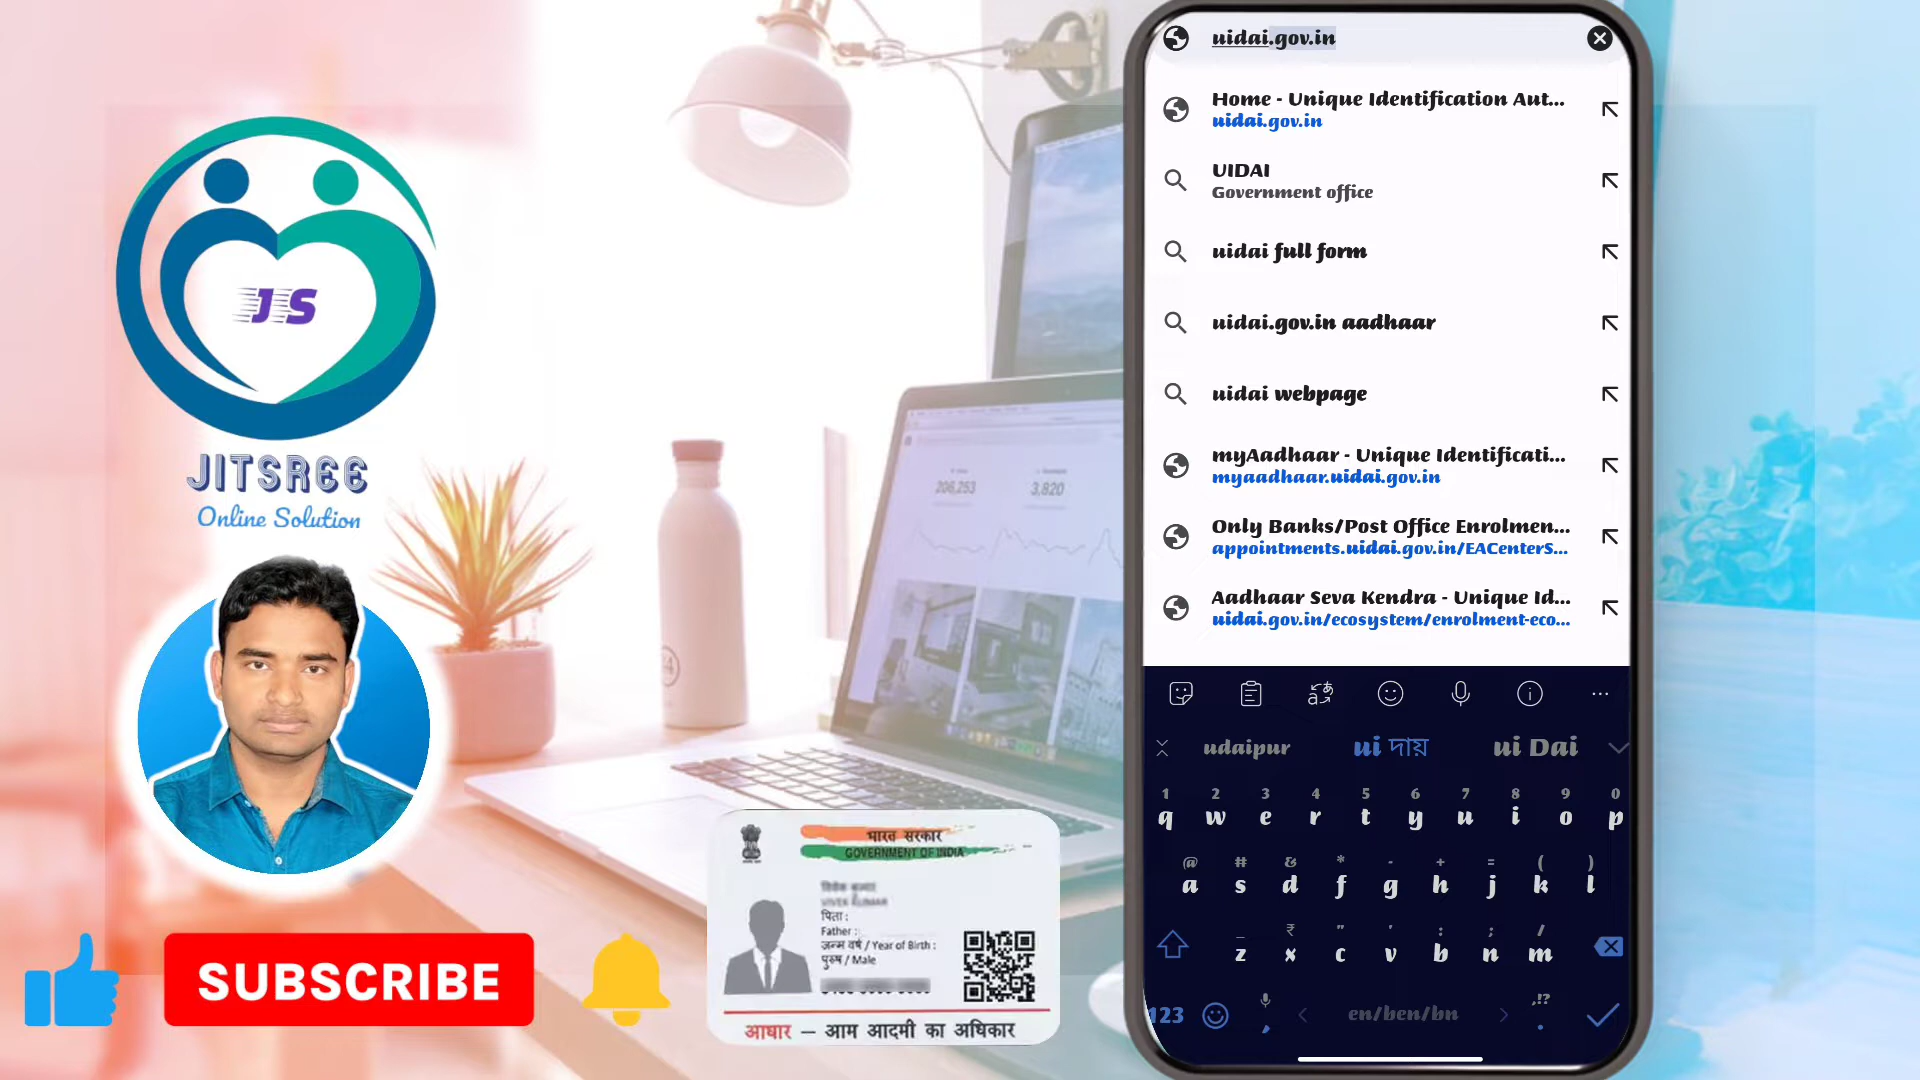 JS
JITSREE
Online Solution
SUBSCRIBE
206,253
3,820
भारत सरकार
GOVERNMENT OF INDIA
पिता :
Father :
जन्म वर्ष / Year of Birth :
पुरुष / Male
आधार – आम आदमी का अधिकार
uidai.gov.in
Home - Unique Identification Aut...
uidai.gov.in
UIDAI
Government office
uidai full form
uidai.gov.in aadhaar
uidai webpage
myAadhaar - Unique Identificati...
myaadhaar.uidai.gov.in
Only Banks/Post Office Enrolmen...
appointments.uidai.gov.in/EACenterS...
Aadhaar Seva Kendra - Unique Id...
uidai.gov.in/ecosystem/enrolment-eco...
udaipur ui দায় ui Dai
1 2 3 4 5 6 7 8 9 0
q w e r t y u i o p
@ # & * - + = ( )
a s d f g h j k l
_ ₹ " ' : ; /
z x c v b n m
,!?
123 , < en/ben/bn > .